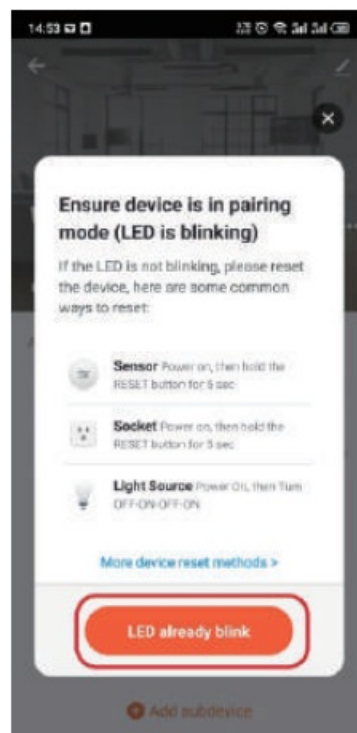 14:53
Ensure device is in pairing
mode (LED is blinking)
If the LED is not blinking, please reset
the device, here are some common
ways to reset:
Sensor Power on, then hold the
RESET button for 5 sec
Socket Power on, then hold the
RESET button for 5 sec
Light Source Power On, then Turn
OFF-ON-OFF-ON
More device reset methods >
LED already blink
Add subdevice